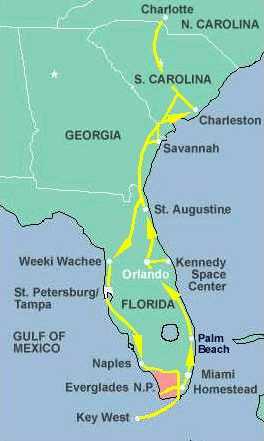 Charlotte
N. CAROLINA
S. CAROLINA
Charleston
GEORGIA
Savannah
St. Augustine
Weeki Wachee
Orlando
Kennedy
Space
Center
St. Petersburg/
Tampa
FLORIDA
GULF OF
MEXICO
Palm
Beach
Naples
Miami
Everglades N.P.
Homestead
Key West